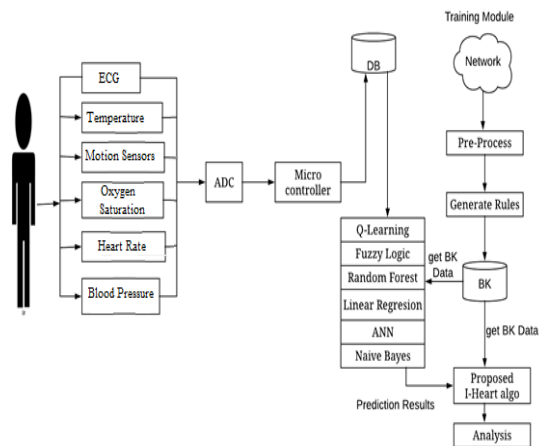 Training Module
Network
ECG
Temperature
Motion Sensors
Oxygen
Saturation
Heart Rate
Blood Pressure
ADC
Micro
controller
DB
Pre-Process
Generate Rules
BK
get BK
Data
get BK Data
Q-Learning
Fuzzy Logic
Random Forest
Linear Regresion
ANN
Naive Bayes
Prediction Results
Proposed
I-Heart algo
Analysis